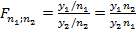 F_{n_1;n_2} = \frac{y_1/n_1}{y_2/n_2} = \frac{y_1 n_2}{y_2 n_1}